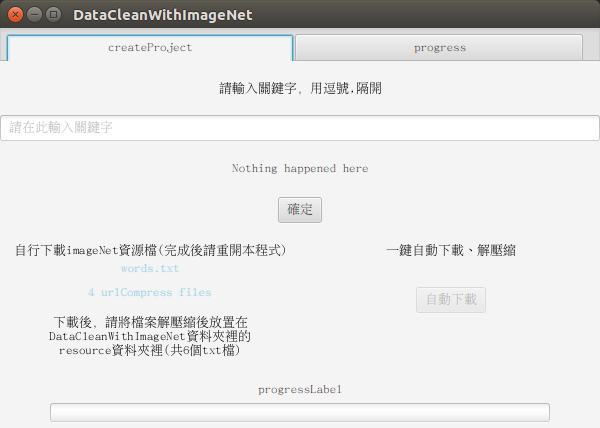 DataCleanWithImageNet
createProject
progress
請輸入關鍵字, 用逗號,隔開
請在此輸入關鍵字
Nothing happened here
確定
自行下載imageNet資源檔(完成後請重開本程式)
words.txt
4 urlCompress files
下載後, 請將檔案解壓縮後放置在
DataCleanWithImageNet資料夾裡的
resource資料夾裡(共6個txt檔)
一鍵自動下載、解壓縮
自動下載
progressLabel